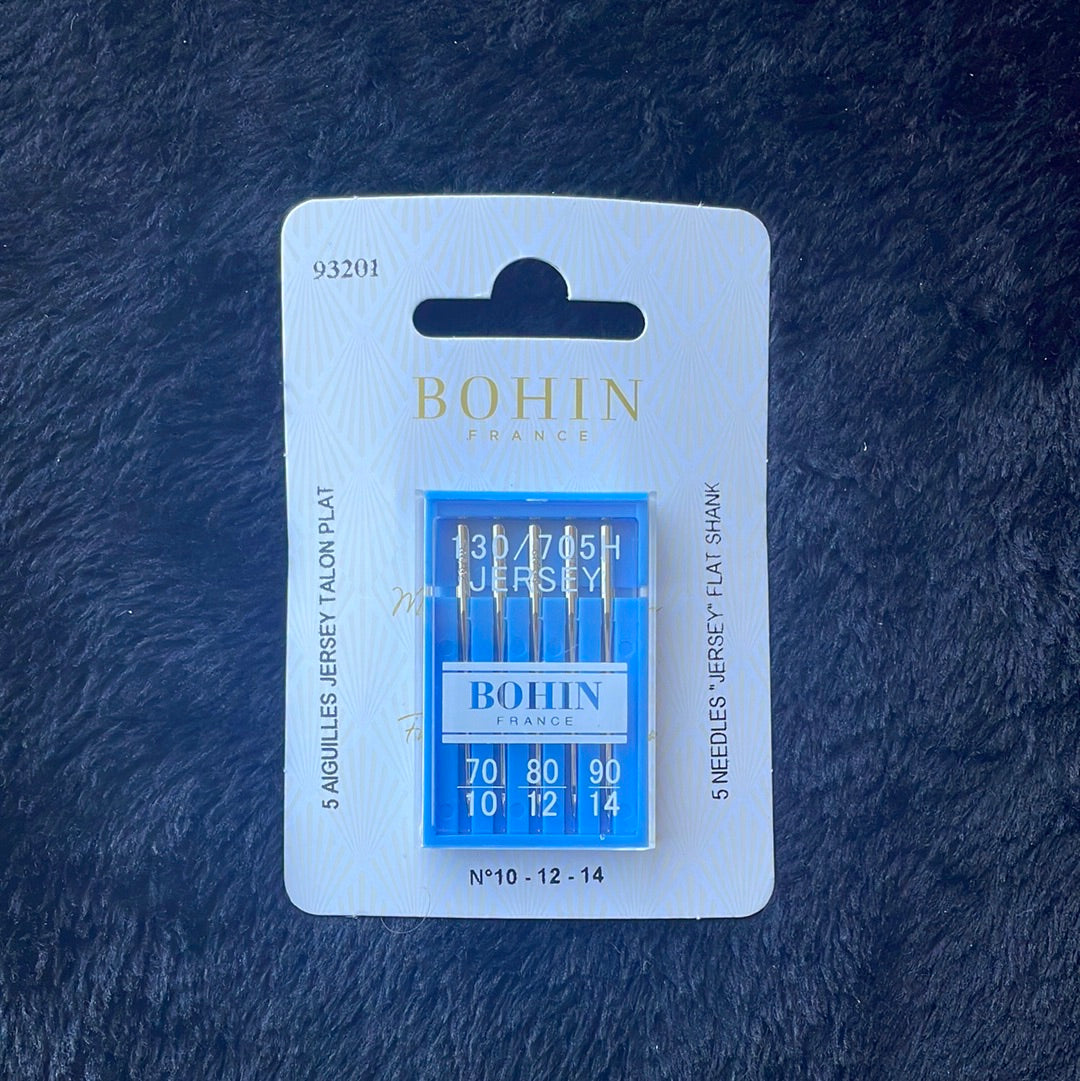 93201
BOHIN
FRANCE
5 AIGUILLES JERSEY TALON PLAT
5 NEEDLES "JERSEY" FLAT SHANK
130/705H
JERSEY
BOHIN
FRANCE
70 80 90
10 12 14
N°10 - 12 - 14